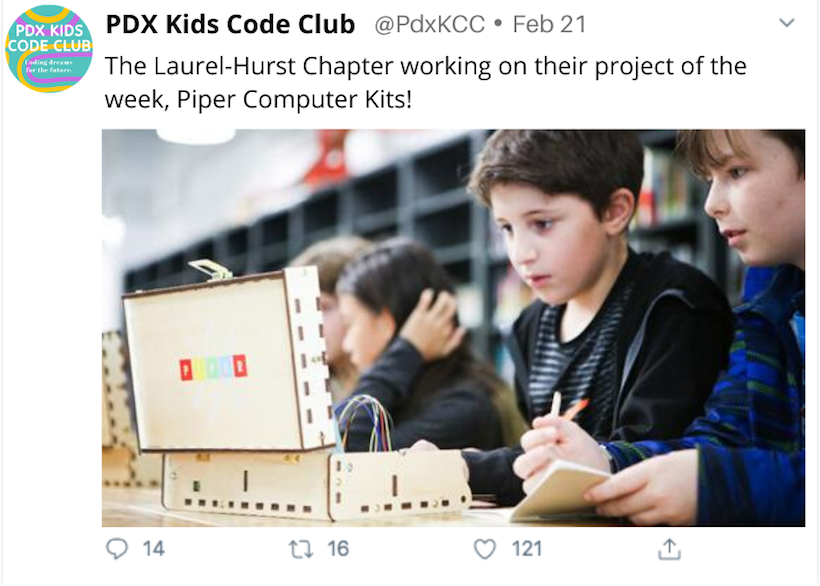 PDX KIDS
CODE CLUB
Coding dreams
for the future.
PDX Kids Code Club @PdxKCC • Feb 21
The Laurel-Hurst Chapter working on their project of the
week, Piper Computer Kits!
PIPER
14 16 121